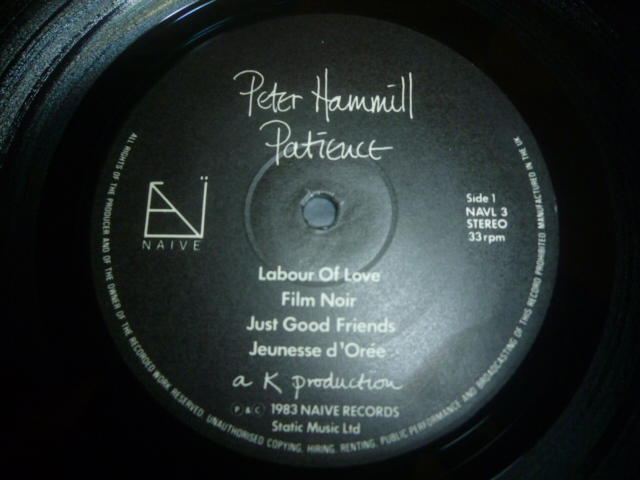 Peter Hammill
Patience
NAIVE
Side 1
NAVL 3
STEREO
33 rpm
Labour Of Love
Film Noir
Just Good Friends
Jeunesse d'Orée
a K production
P & C 1983 NAIVE RECORDS
Static Music Ltd
ALL RIGHTS OF THE PRODUCER AND OF THE OWNER OF THE RECORDED WORK RESERVED. UNAUTHORISED COPYING, HIRING, RENTING, PUBLIC PERFORMANCE AND BROADCASTING OF THIS RECORD PROHIBITED MANUFACTURED IN THE UK